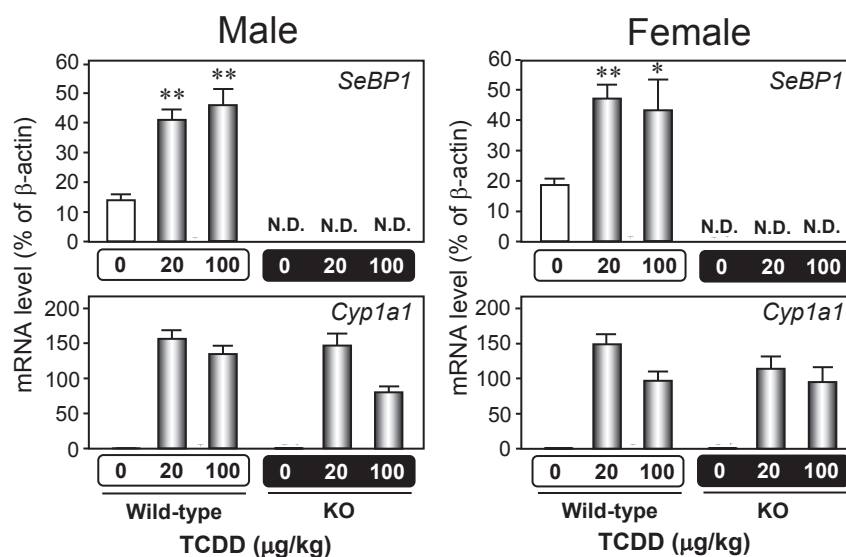 Male
mRNA level (% of β-actin)
60
50
40
30
20
10
0
SeBP1
**
**
N.D. N.D. N.D.
0 20 100 0 20 100
200
150
100
50
0
Cyp1a1
0 20 100 0 20 100
Wild-type KO
TCDD (μg/kg)
Female
mRNA level (% of β-actin)
60
50
40
30
20
10
0
SeBP1
**
*
N.D. N.D. N.D.
0 20 100 0 20 100
200
150
100
50
0
Cyp1a1
0 20 100 0 20 100
Wild-type KO
TCDD (μg/kg)